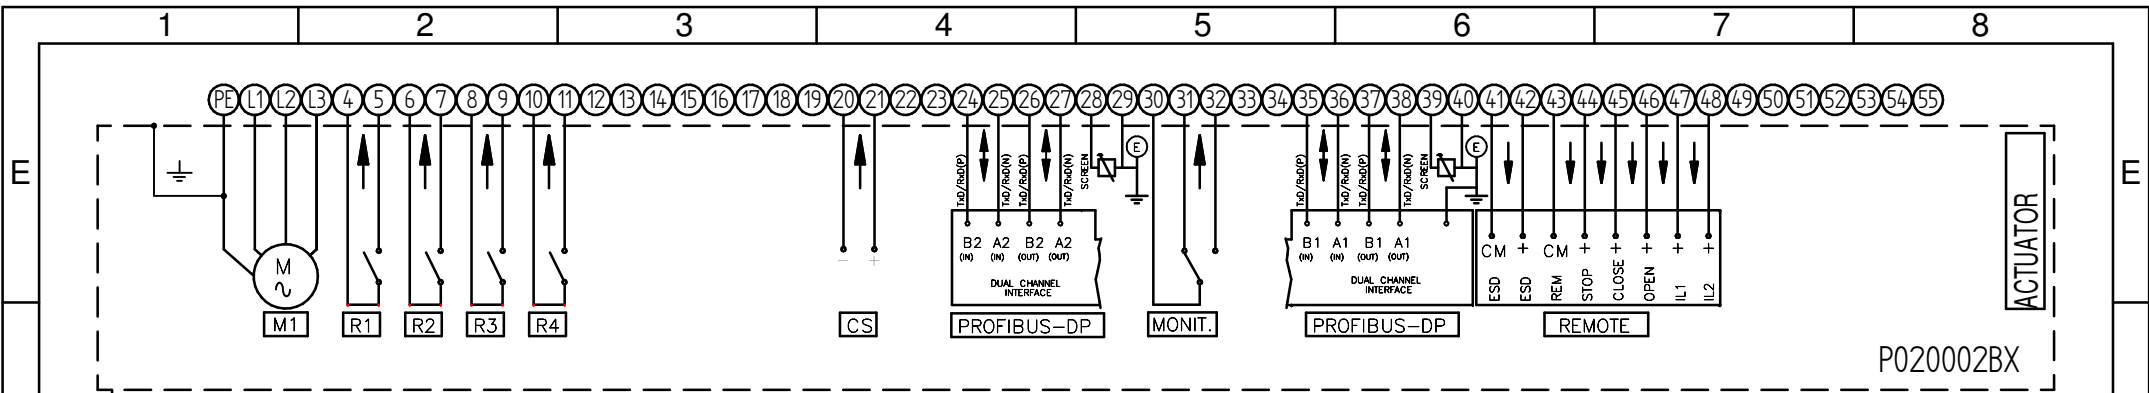 1 2 3 4 5 6 7 8
PE L1 L2 L3 4 5 6 7 8 9 10 11 12 13 14 15 16 17 18 19 20 21 22 23 24 25 26 27 28 29 30 31 32 33 34 35 36 37 38 39 40 41 42 43 44 45 46 47 48 49 50 51 52 53 54 55
E E
TxD/RxD(P) TxD/RxD(N) TxD/RxD(P) TxD/RxD(N) SCREEN E
TxD/RxD(P) TxD/RxD(N) TxD/RxD(P) TxD/RxD(N) SCREEN E
M
M1 R1 R2 R3 R4
- +
CS
B2 A2 B2 A2
(IN) (IN) (OUT) (OUT)
DUAL CHANNEL
INTERFACE
PROFIBUS-DP
MONIT.
B1 A1 B1 A1
(IN) (IN) (OUT) (OUT)
DUAL CHANNEL
INTERFACE
PROFIBUS-DP
CM + CM + + + + +
ESD ESD REM STOP CLOSE OPEN IL1 IL2
REMOTE
ACTUATOR
P020002BX